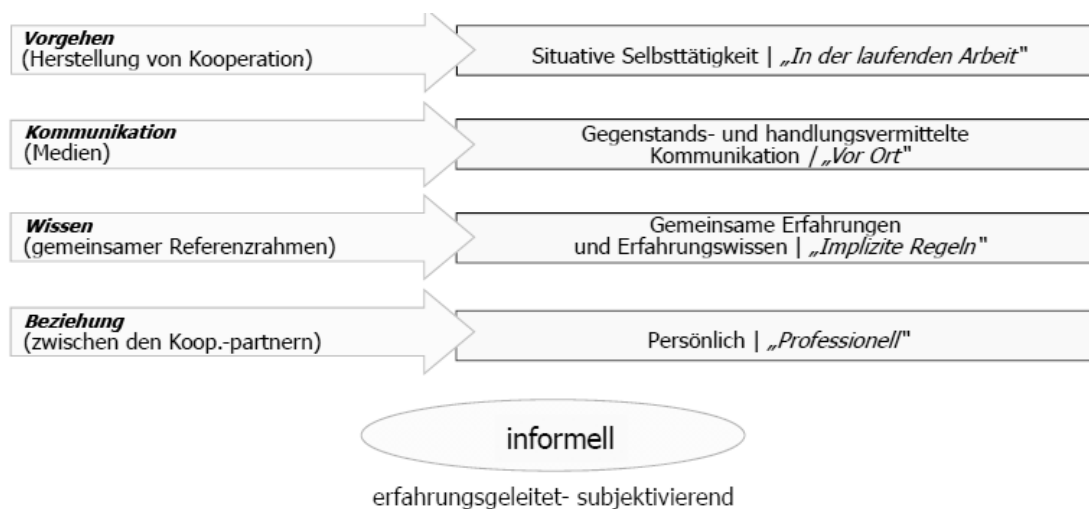 Vorgehen
(Herstellung von Kooperation)
Situative Selbsttätigkeit | „In der laufenden Arbeit"
Kommunikation
(Medien)
Gegenstands- und handlungsvermittelte
Kommunikation | „Vor Ort"
Wissen
(gemeinsamer Referenzrahmen)
Gemeinsame Erfahrungen
und Erfahrungswissen | „Implizite Regeln"
Beziehung
(zwischen den Koop.-partnern)
Persönlich | „Professionell"
informell
erfahrungsgeleitet- subjektivierend